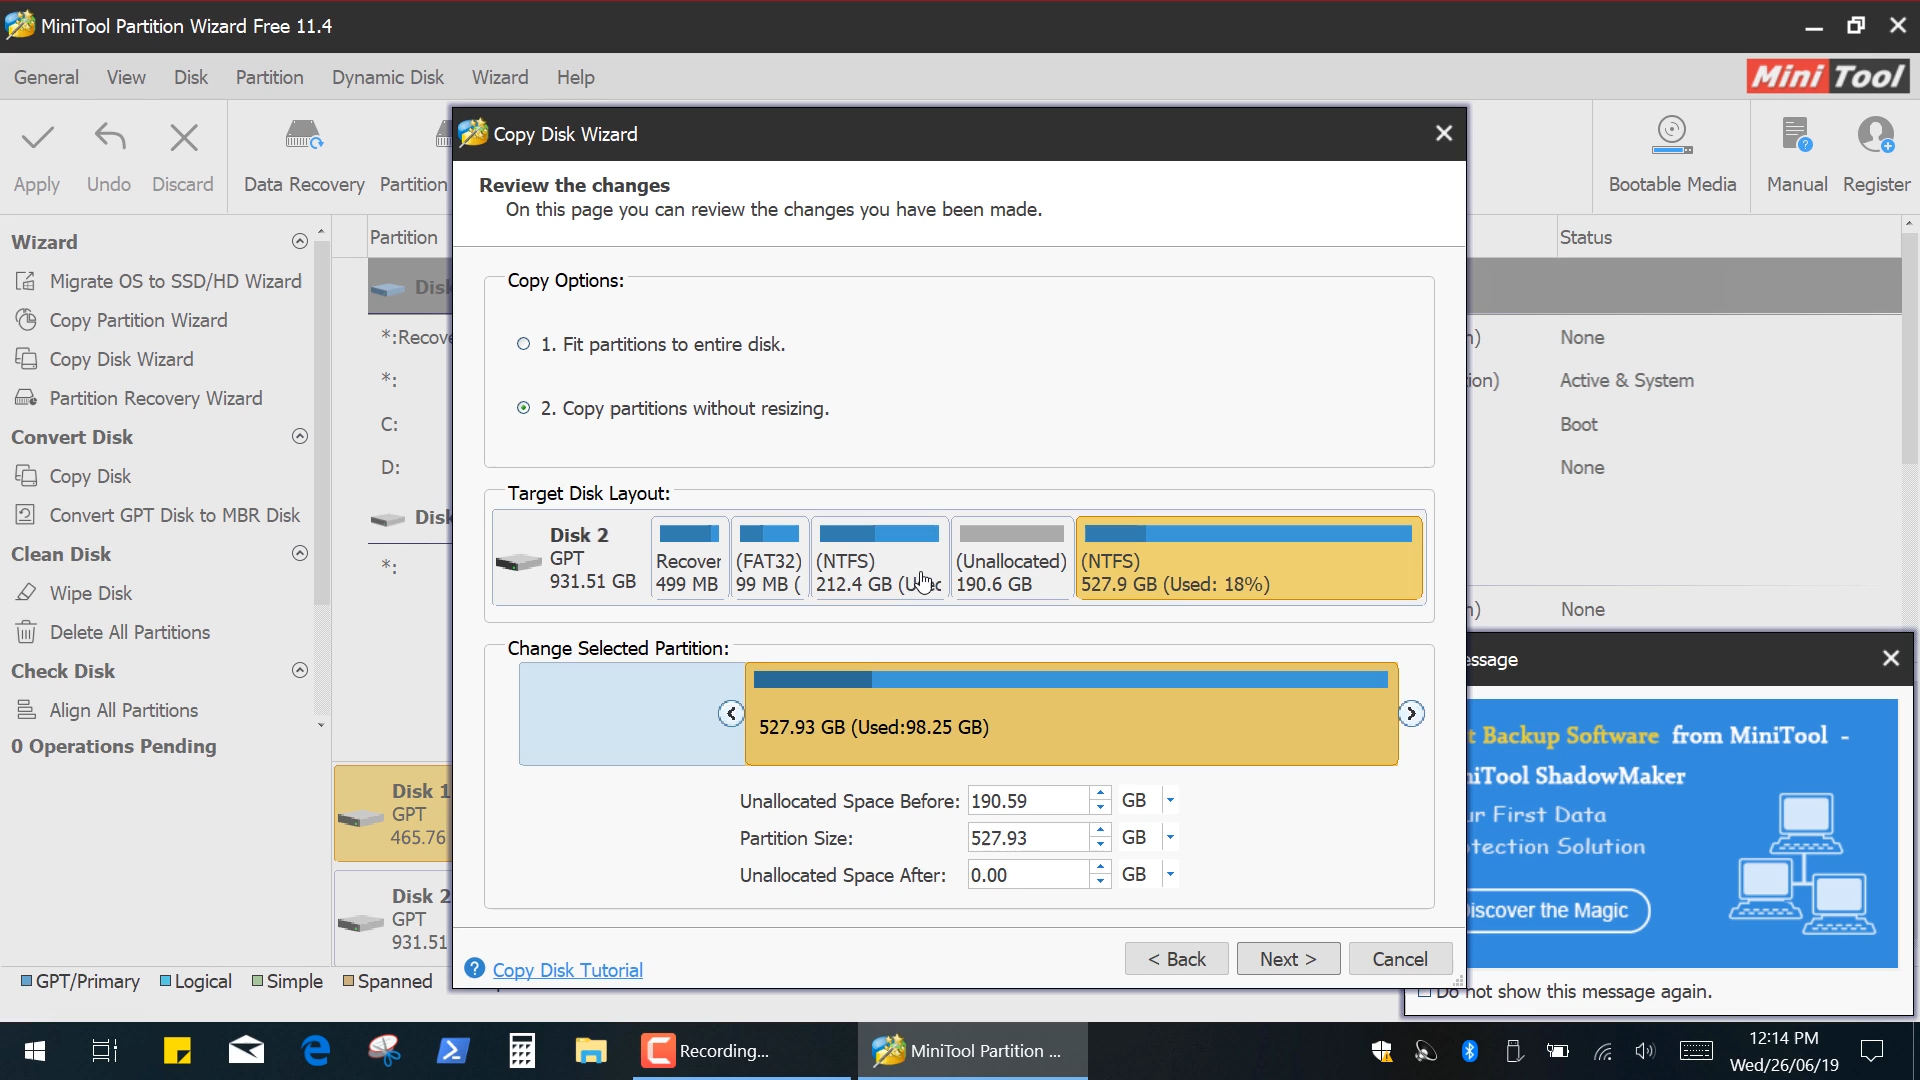 MiniTool Partition Wizard Free 11.4
General View Disk Partition Dynamic Disk Wizard Help
Mini Tool
Apply Undo Discard Data Recovery Partition
Bootable Media Manual Register
Copy Disk Wizard
Review the changes
On this page you can review the changes you have been made.
Wizard
Migrate OS to SSD/HD Wizard
Copy Partition Wizard
Copy Disk Wizard
Partition Recovery Wizard
Convert Disk
Copy Disk
Convert GPT Disk to MBR Disk
Clean Disk
Wipe Disk
Delete All Partitions
Check Disk
Align All Partitions
0 Operations Pending
Partition
Disk
*:Recove
*:
C:
D:
Disk
*:
Disk 1
GPT
465.76
Disk 2
GPT
931.51
GPT/Primary Logical Simple Spanned
Copy Options:
1. Fit partitions to entire disk.
2. Copy partitions without resizing.
Target Disk Layout:
Disk 2
GPT
931.51 GB
Recover
499 MB
(FAT32)
99 MB (
(NTFS)
212.4 GB
(Unallocated)
190.6 GB
(NTFS)
527.9 GB (Used: 18%)
Change Selected Partition:
527.93 GB (Used:98.25 GB)
Unallocated Space Before: 190.59 GB
Partition Size: 527.93 GB
Unallocated Space After: 0.00 GB
? Copy Disk Tutorial
< Back Next > Cancel
Status
n) None
ion) Active & System
Boot
None
n) None
essage
t Backup Software from MiniTool -
iTool ShadowMaker
ur First Data
tection Solution
iscover the Magic
Do not show this message again.
Recording...
MiniTool Partition ...
12:14 PM
Wed/26/06/19